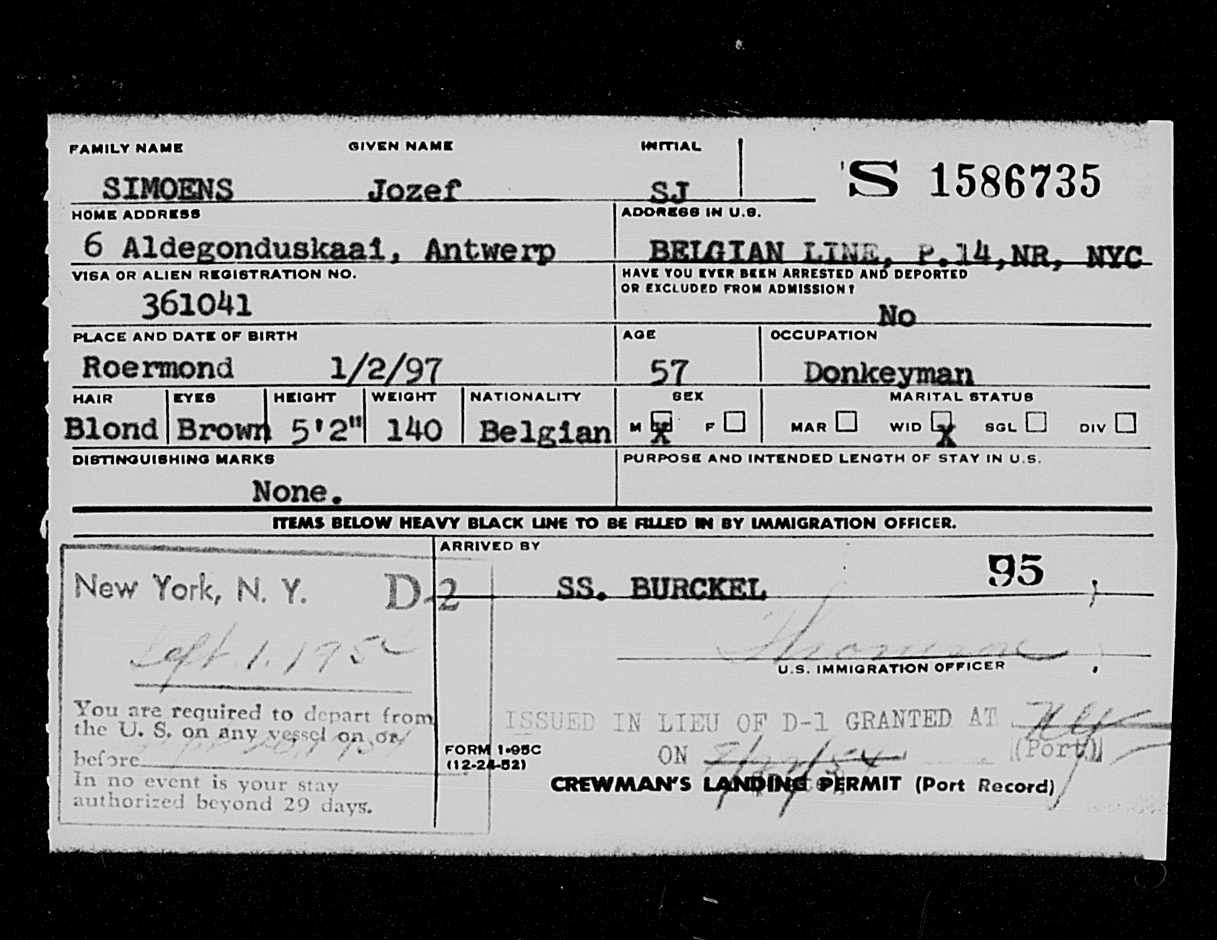 FAMILY NAME GIVEN NAME INITIAL
SIMOENS Jozef SJ S 1586735
HOME ADDRESS ADDRESS IN U.S.
6 Aldegonduskaai, Antwerp BELGIAN LINE, P.14,NR, NYC
VISA OR ALIEN REGISTRATION NO. HAVE YOU EVER BEEN ARRESTED AND DEPORTED
OR EXCLUDED FROM ADMISSION?
361041 No
PLACE AND DATE OF BIRTH AGE OCCUPATION
Roermond 1/2/97 57 Donkeyman
HAIR EYES HEIGHT WEIGHT NATIONALITY SEX MARITAL STATUS
Blond Brown 5'2" 140 Belgian M X F MAR WID X SGL DIV
DISTINGUISHING MARKS PURPOSE AND INTENDED LENGTH OF STAY IN U.S.
None.
ITEMS BELOW HEAVY BLACK LINE TO BE FILLED IN BY IMMIGRATION OFFICER.
ARRIVED BY
New York, N. Y. D-2 SS. BURCKEL 95
Sept. 1. 1954
U.S. IMMIGRATION OFFICER
You are required to depart from
the U. S. on any vessel on or
before
In no event is your stay
authorized beyond 29 days.
ISSUED IN LIEU OF D-1 GRANTED AT NY
ON (Port)
FORM I-95C
(12-24-52)
CREWMAN'S LANDING PERMIT (Port Record)